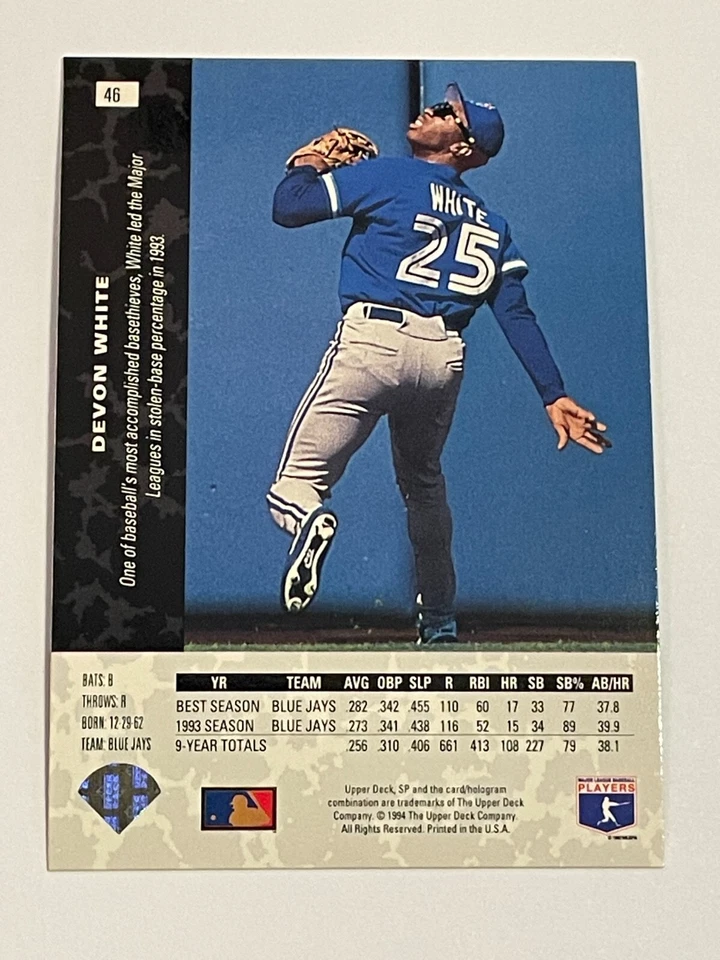 46
DEVON WHITE
One of baseball's most accomplished basethieves, White led the Major
Leagues in stolen-base percentage in 1993.
WHITE
25
BATS: B
THROWS: R
BORN: 12-29-62
TEAM: BLUE JAYS
YR TEAM AVG OBP SLP R RBI HR SB SB% AB/HR
BEST SEASON BLUE JAYS .282 .342 .455 110 60 17 33 77 37.8
1993 SEASON BLUE JAYS .273 .341 .438 116 52 15 34 89 39.9
9-YEAR TOTALS .256 .310 .406 661 413 108 227 79 38.1
Upper Deck, SP and the card/hologram
combination are trademarks of The Upper Deck
Company. © 1994 The Upper Deck Company.
All Rights Reserved. Printed in the U.S.A.
MAJOR LEAGUE BASEBALL
PLAYERS